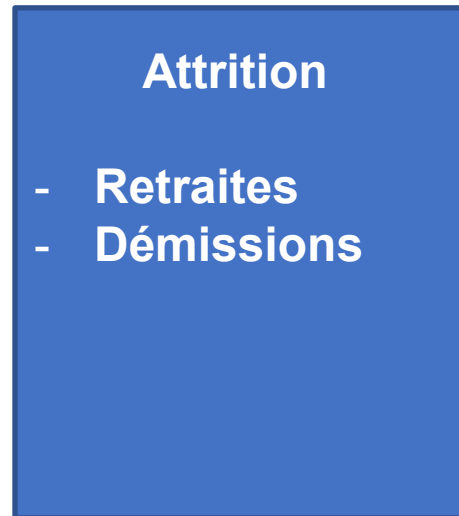 Attrition
- Retraites
- Démissions